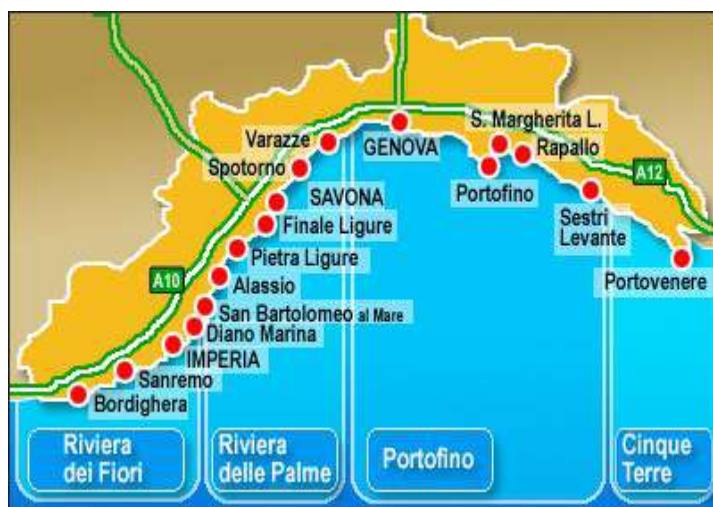 Varazze
Spotorno
GENOVA
S. Margherita L.
Rapallo
Portofino
A12
SAVONA
Finale Ligure
Sestri
Levante
Pietra Ligure
Portovenere
A10
Alassio
San Bartolomeo al Mare
Diano Marina
IMPERIA
Sanremo
Bordighera
Riviera
dei Fiori
Riviera
delle Palme
Portofino
Cinque
Terre